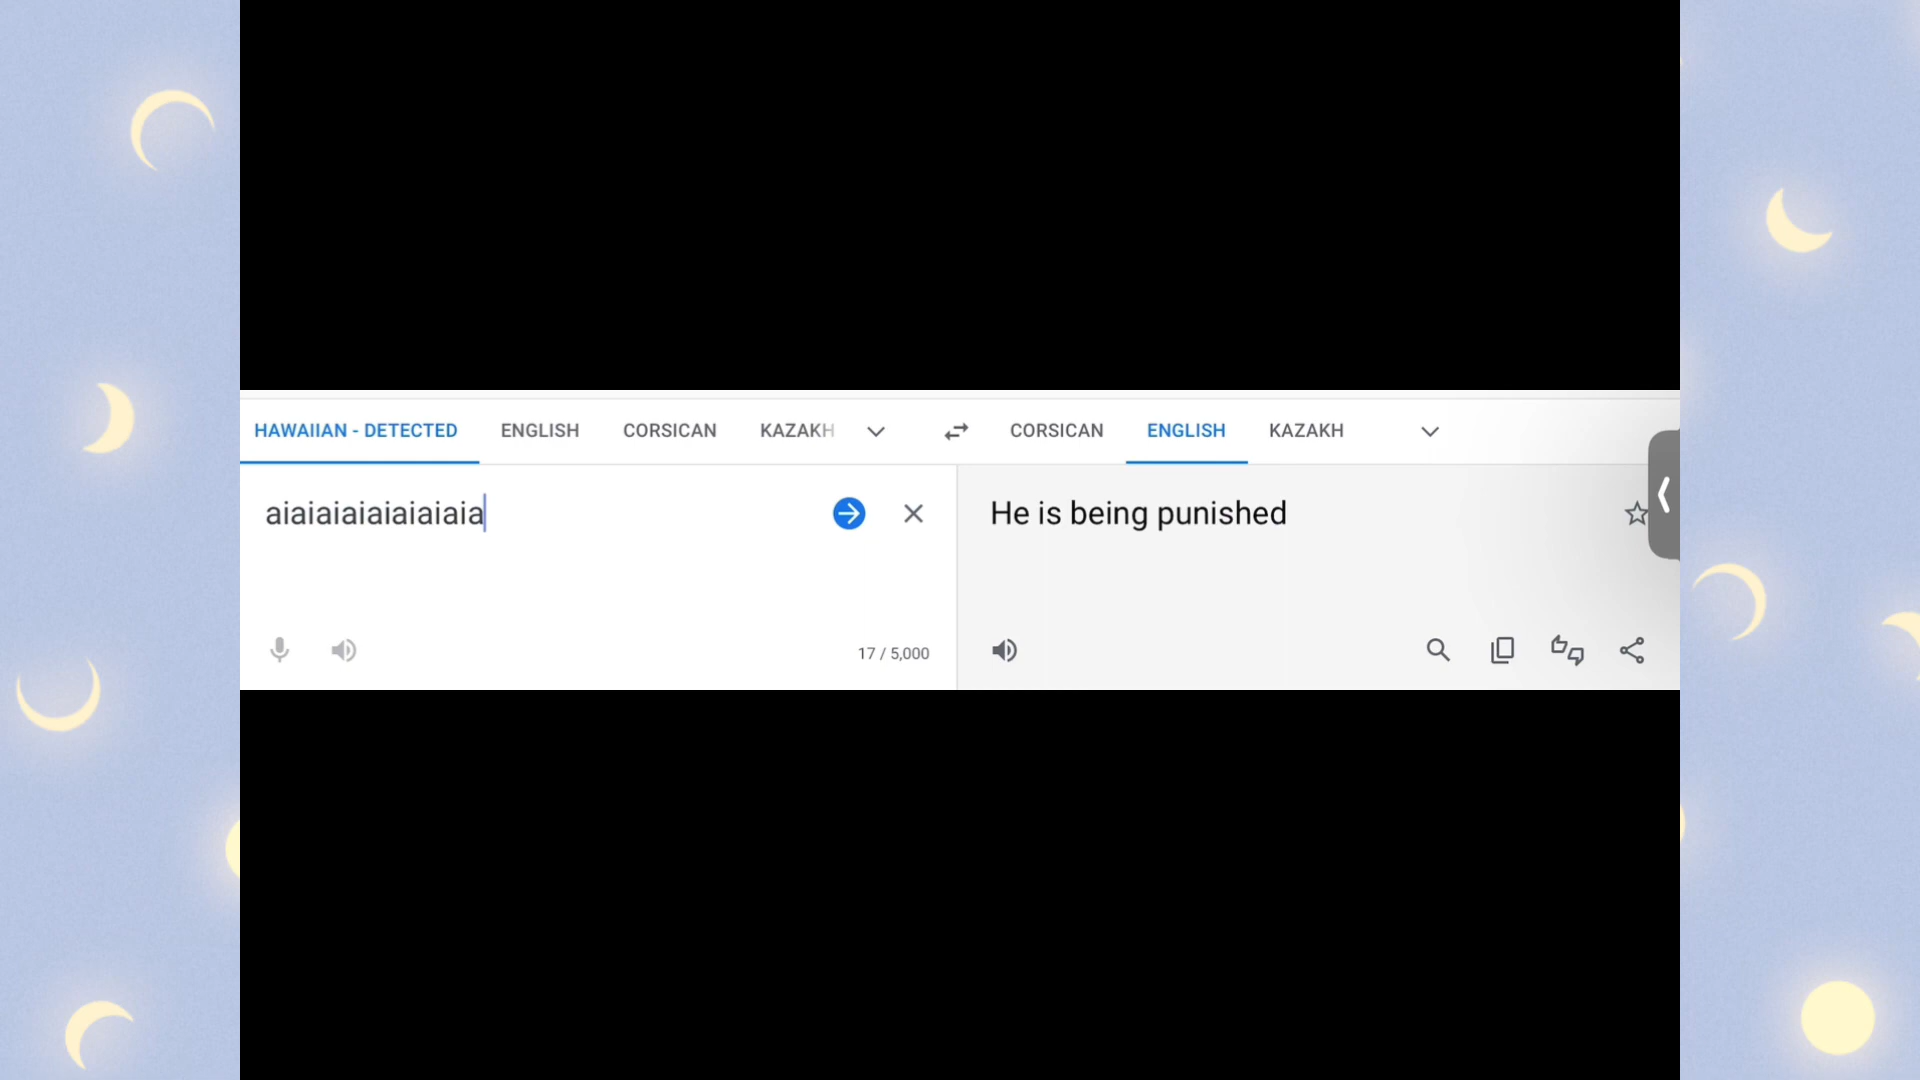 HAWAIIAN - DETECTED ENGLISH CORSICAN KAZAKH CORSICAN ENGLISH KAZAKH
aiaiaiaiaiaiaiaia
He is being punished
17 / 5,000